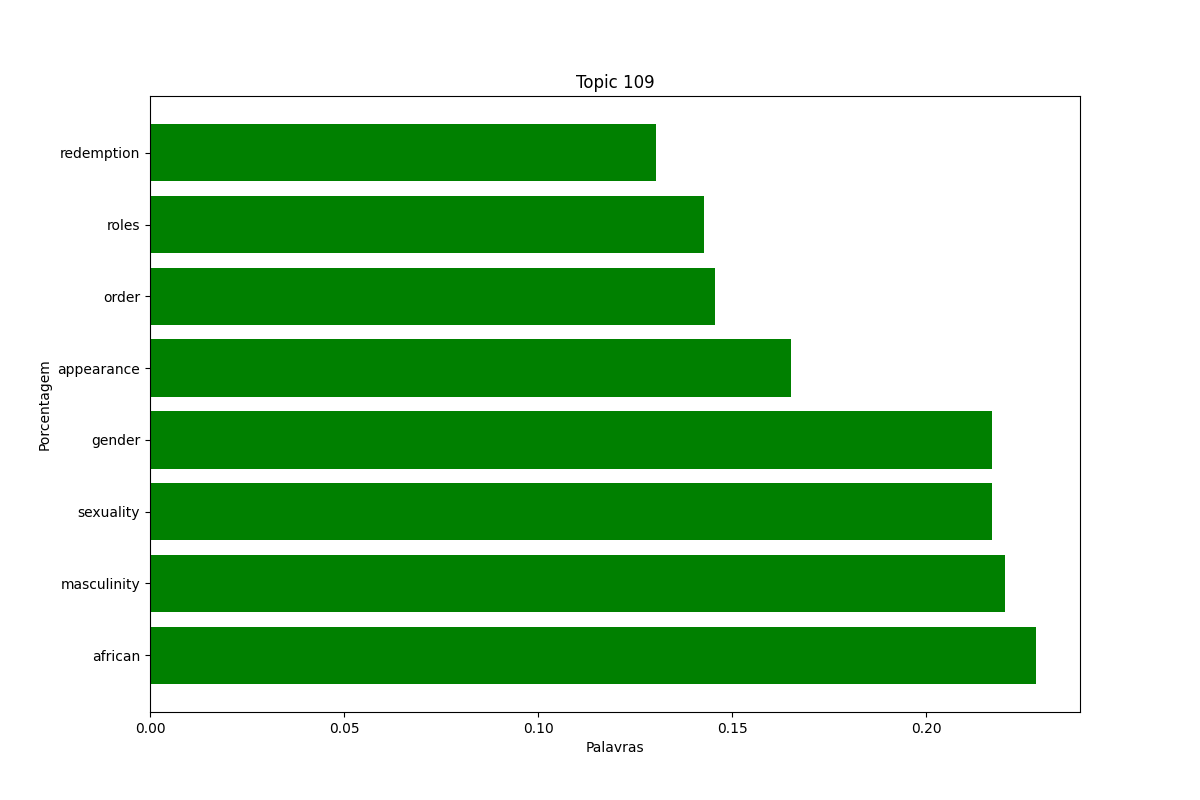 Topic 109
Porcentagem
redemption
roles
order
appearance
gender
sexuality
masculinity
african
0.00 0.05 0.10 0.15 0.20
Palavras